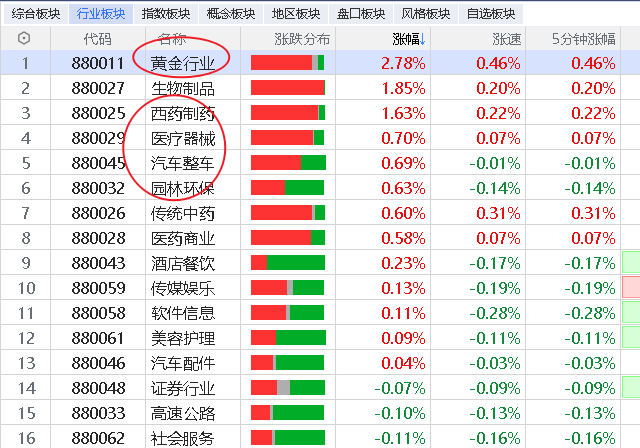 综合板块 行业板块 指数板块 概念板块 地区板块 盘口板块 风格板块 自选板块
代码 名称 涨跌分布 涨幅↓ 涨速 5分钟涨幅
1 880011 黄金行业 2.78% 0.46% 0.46%
2 880027 生物制品 1.85% 0.20% 0.20%
3 880025 西药制药 1.63% 0.22% 0.22%
4 880029 医疗器械 0.70% 0.07% 0.07%
5 880045 汽车整车 0.69% -0.01% -0.01%
6 880032 园林环保 0.63% -0.14% -0.14%
7 880026 传统中药 0.60% 0.31% 0.31%
8 880028 医药商业 0.58% 0.07% 0.07%
9 880043 酒店餐饮 0.23% -0.17% -0.17%
10 880059 传媒娱乐 0.13% -0.19% -0.19%
11 880058 软件信息 0.11% -0.28% -0.28%
12 880061 美容护理 0.09% -0.11% -0.11%
13 880046 汽车配件 0.04% -0.03% -0.03%
14 880048 证券行业 -0.07% -0.09% -0.09%
15 880033 高速公路 -0.10% -0.13% -0.13%
16 880062 社会服务 -0.11% -0.16% -0.16%